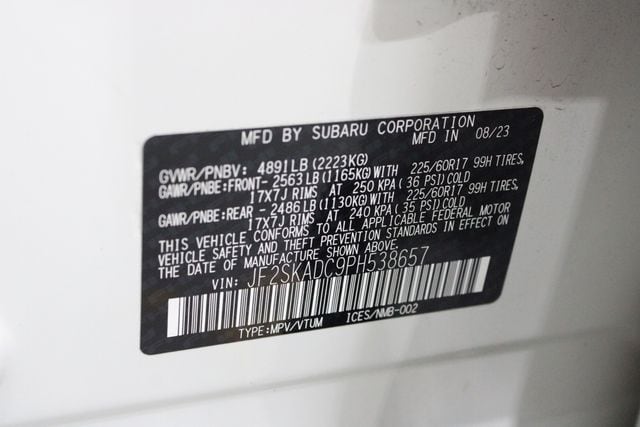 MFD BY SUBARU CORPORATION
MFD IN 08/23
GVWR/PNBV: 4891LB (2223KG)
GAWR/PNBE:FRONT- 2563LB(1165KG)WITH 225/60R17 99H TIRES,
17X7J RIMS AT 250 KPA( 36 PSI)COLD
GAWR/PNBE:REAR - 2486LB(1130KG)WITH 225/60R17 99H TIRES,
17X7J RIMS AT 240 KPA( 35 PSI)COLD
THIS VEHICLE CONFORMS TO ALL APPLICABLE FEDERAL MOTOR
VEHICLE SAFETY AND THEFT PREVENTION STANDARDS IN EFFECT ON
THE DATE OF MANUFACTURE SHOWN ABOVE.
VIN: JF2SKADC9PH538657
TYPE:MPV/VTUM ICES/NMB-002